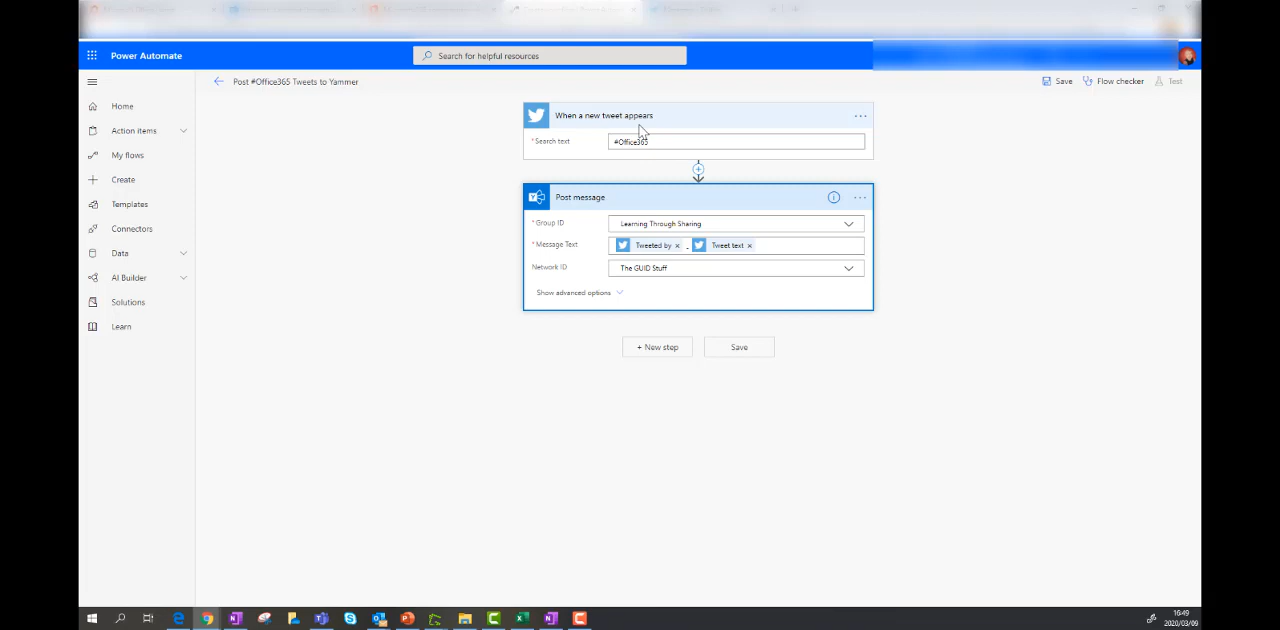 Power Automate
Search for helpful resources
Post #Office365 Tweets to Yammer
Save
Flow checker
Test
Home
Action items
My flows
Create
Templates
Connectors
Data
AI Builder
Solutions
Learn
When a new tweet appears
* Search text
#Office365
Post message
* Group ID
Learning Through Sharing
* Message Text
Tweeted by × - Tweet text ×
Network ID
The GUID Stuff
Show advanced options
+ New step
Save
16:49
2020/03/09